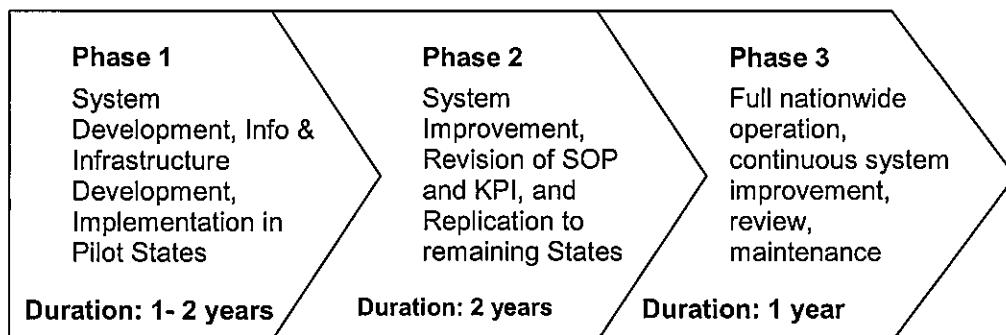 Phase 1
System
Development, Info &
Infrastructure
Development,
Implementation in
Pilot States
Duration: 1- 2 years
Phase 2
System
Improvement,
Revision of SOP
and KPI, and
Replication to
remaining States
Duration: 2 years
Phase 3
Full nationwide
operation,
continuous system
improvement,
review,
maintenance
Duration: 1 year